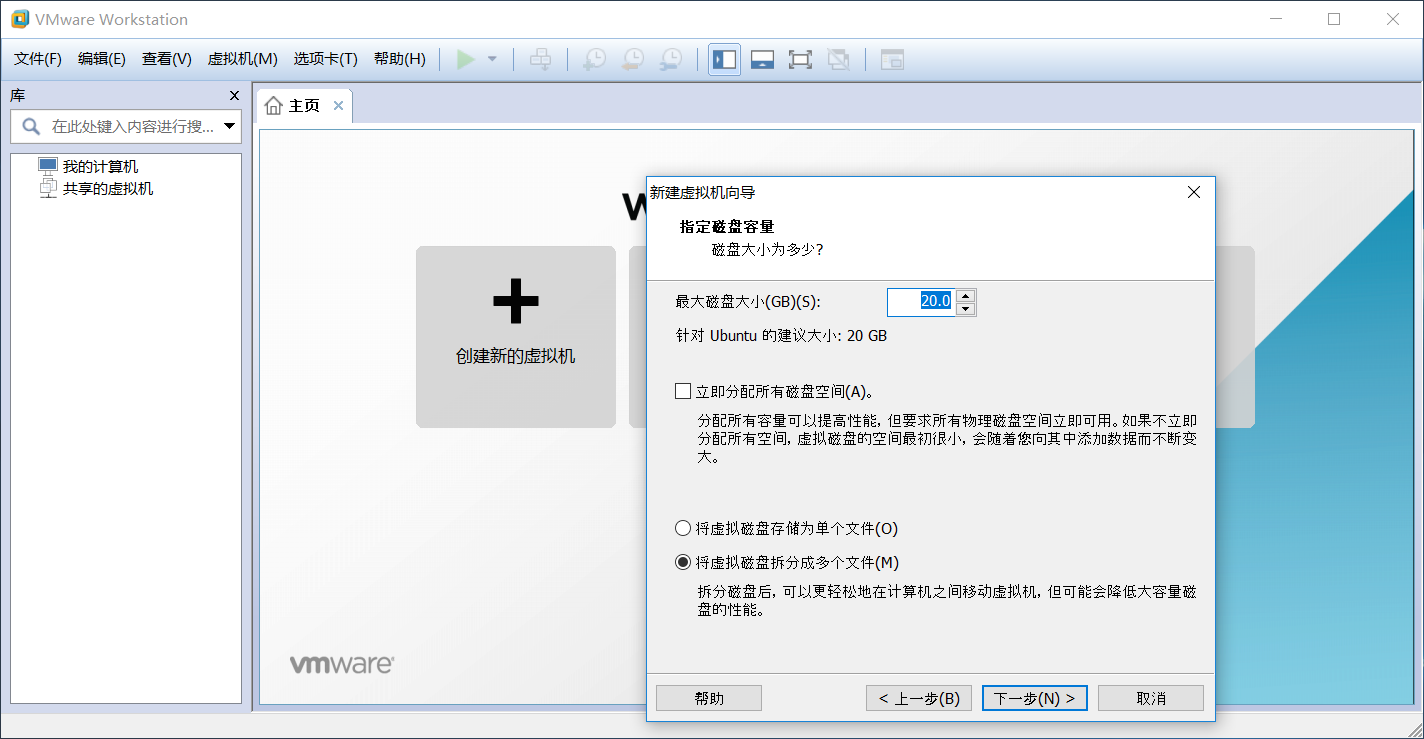 VMware Workstation
文件(F) 编辑(E) 查看(V) 虚拟机(M) 选项卡(T) 帮助(H)
库
主页
在此处键入内容进行搜...
我的计算机
共享的虚拟机
W
创建新的虚拟机
vmware
新建虚拟机向导
指定磁盘容量
磁盘大小为多少?
最大磁盘大小(GB)(S): 20.0
针对 Ubuntu 的建议大小: 20 GB
立即分配所有磁盘空间(A)。
分配所有容量可以提高性能, 但要求所有物理磁盘空间立即可用。如果不立即
分配所有空间, 虚拟磁盘的空间最初很小, 会随着您向其中添加数据而不断变
大。
将虚拟磁盘存储为单个文件(O)
将虚拟磁盘拆分成多个文件(M)
拆分磁盘后, 可以更轻松地在计算机之间移动虚拟机, 但可能会降低大容量磁
盘的性能。
帮助 < 上一步(B) 下一步(N) > 取消